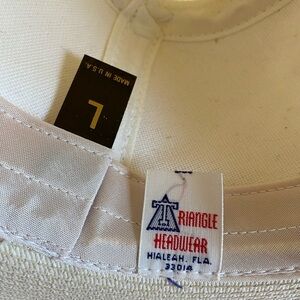 MADE IN U.S.A.
L
TRIANGLE
HEADWEAR
HIALEAH, FLA.
33014